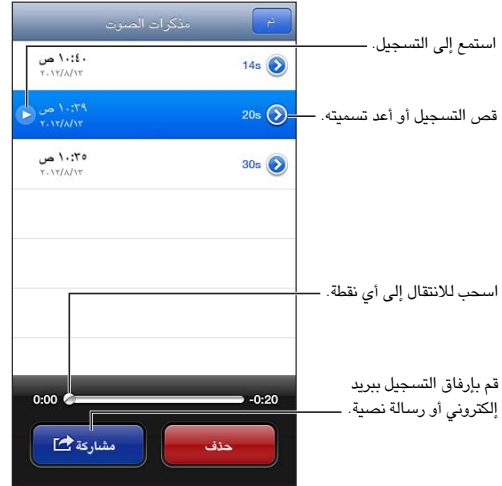 مذكرات الصوت
تم
استمع إلى التسجيل.
١٠:٤٠ ص
٢٠١٢/٨/١٣
14s
١٠:٣٩ ص
٢٠١٢/٨/١٣
20s
قص التسجيل أو أعد تسميته.
١٠:٣٥ ص
٢٠١٢/٨/١٣
30s
اسحب للانتقال إلى أي نقطة.
0:00
-0:20
قم بإرفاق التسجيل ببريد
إلكتروني أو رسالة نصية.
مشاركة
حذف